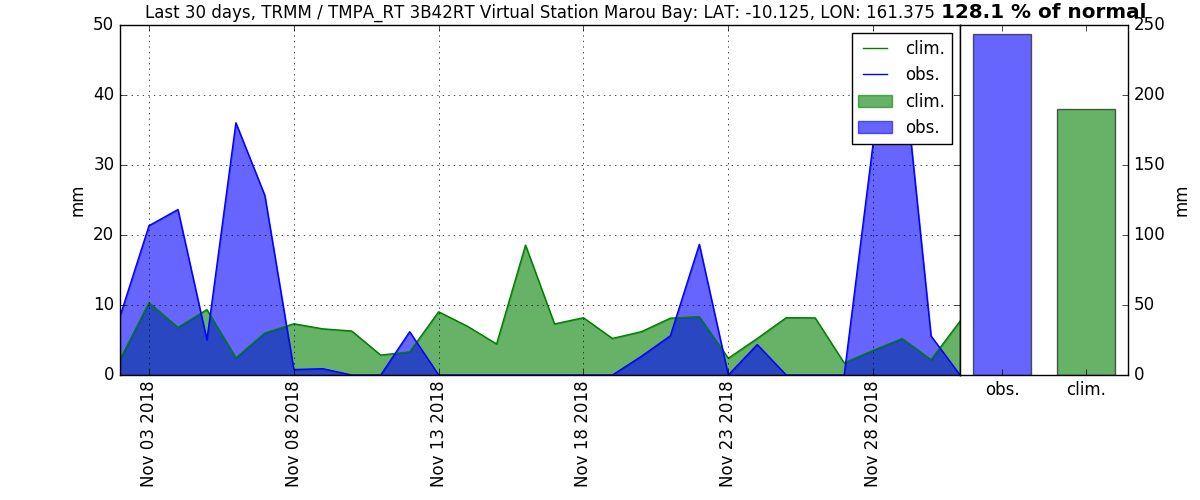 Last 30 days, TRMM / TMPA_RT 3B42RT Virtual Station Marou Bay: LAT: -10.125, LON: 161.375 128.1 % of normal
50
40
30
20
10
0
mm
clim.
obs.
clim.
obs.
250
200
150
100
50
0
mm
obs. clim.
Nov 03 2018
Nov 08 2018
Nov 13 2018
Nov 18 2018
Nov 23 2018
Nov 28 2018